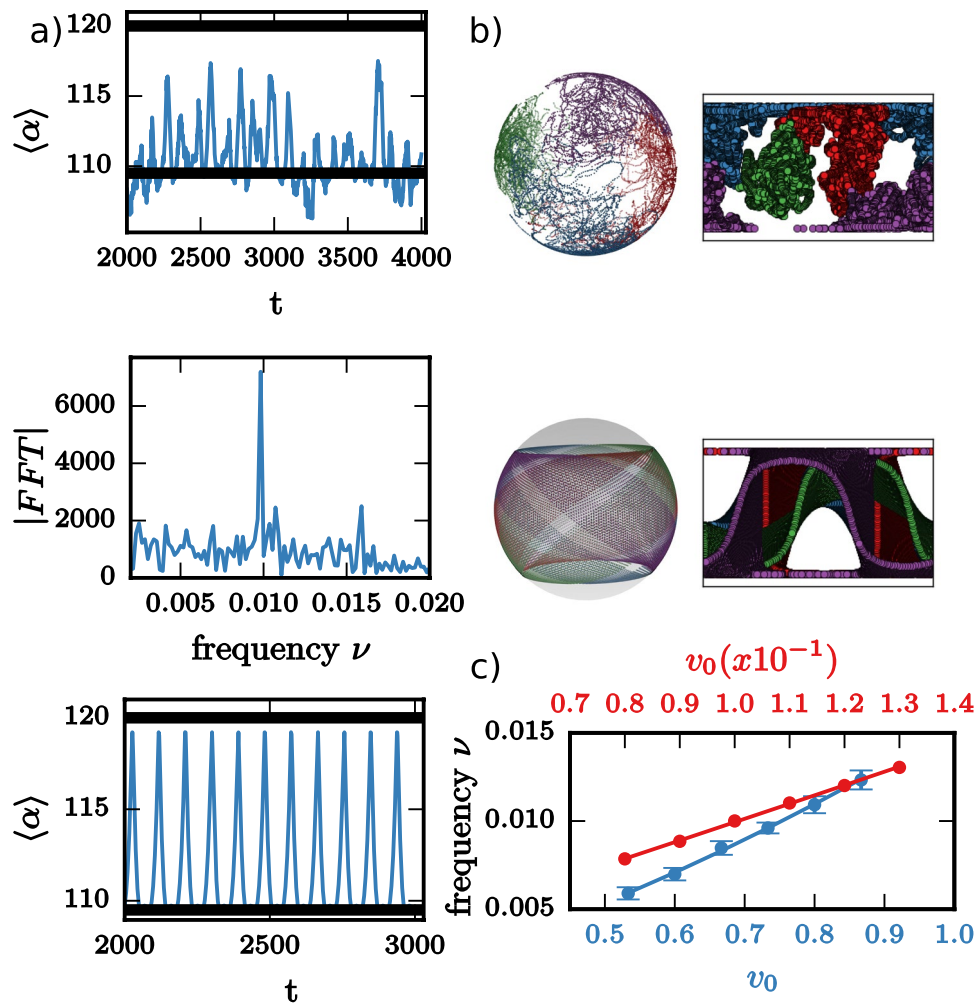 a)
120
115
110
⟨α⟩
2000 2500 3000 3500 4000
t
6000
4000
2000
0
|FFT|
0.005 0.010 0.015 0.020
frequency ν
120
115
110
⟨α⟩
2000 2500 3000
t
b)
c)
v₀(x10⁻¹)
0.7 0.8 0.9 1.0 1.1 1.2 1.3 1.4
0.015
0.010
0.005
frequency ν
0.5 0.6 0.7 0.8 0.9 1.0
v₀